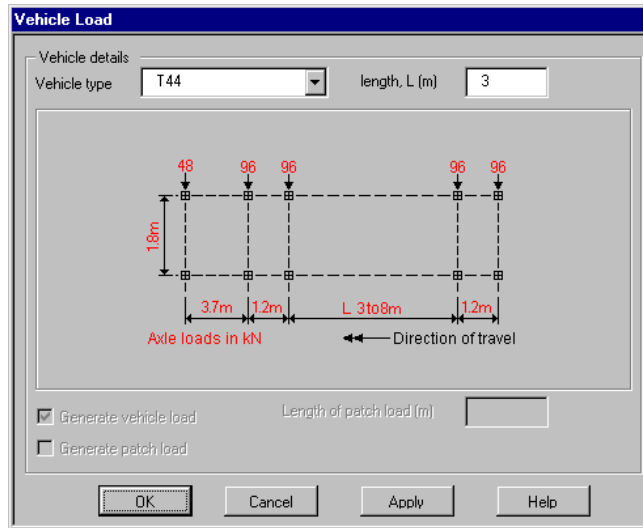 Vehicle Load
Vehicle details
Vehicle type T44 length, L (m) 3
48 96 96 96 96
1.8m
3.7m 1.2m L 3to8m 1.2m
Axle loads in kN Direction of travel
Generate vehicle load Length of patch load (m)
Generate patch load
OK Cancel Apply Help